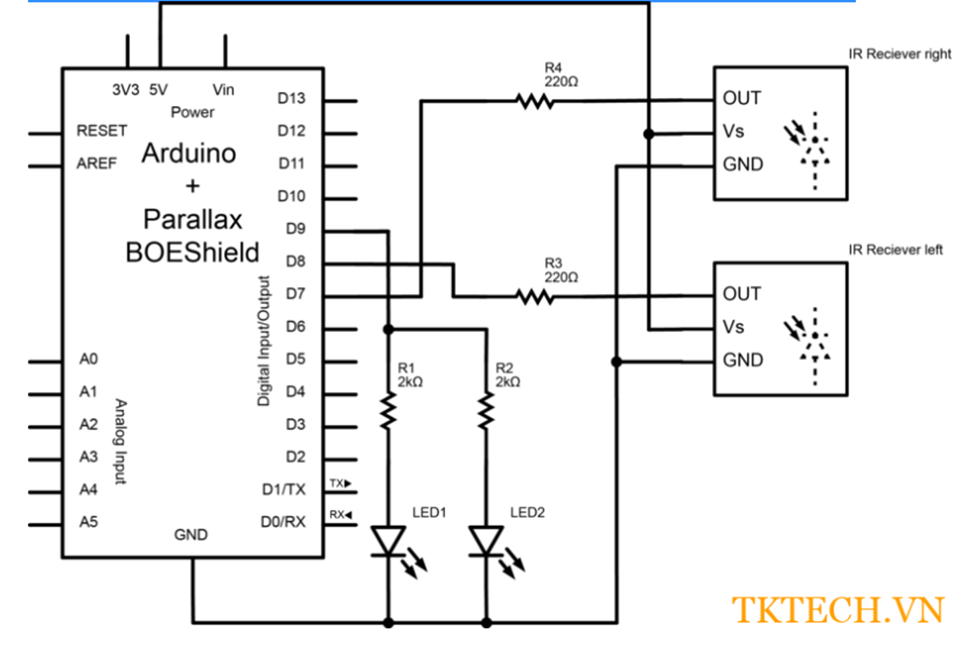 3V3 5V Vin
Power
RESET
AREF
Arduino
+
Parallax
BOEShield
Digital Input/Output
D13
D12
D11
D10
D9
D8
D7
D6
D5
D4
D3
D2
D1/TX
D0/RX
TX
RX
A0
A1
A2
A3
A4
A5
Analog Input
GND
R4
220Ω
R3
220Ω
R1
2kΩ
R2
2kΩ
LED1
LED2
IR Reciever right
OUT
Vs
GND
IR Reciever left
OUT
Vs
GND
TKTECH.VN